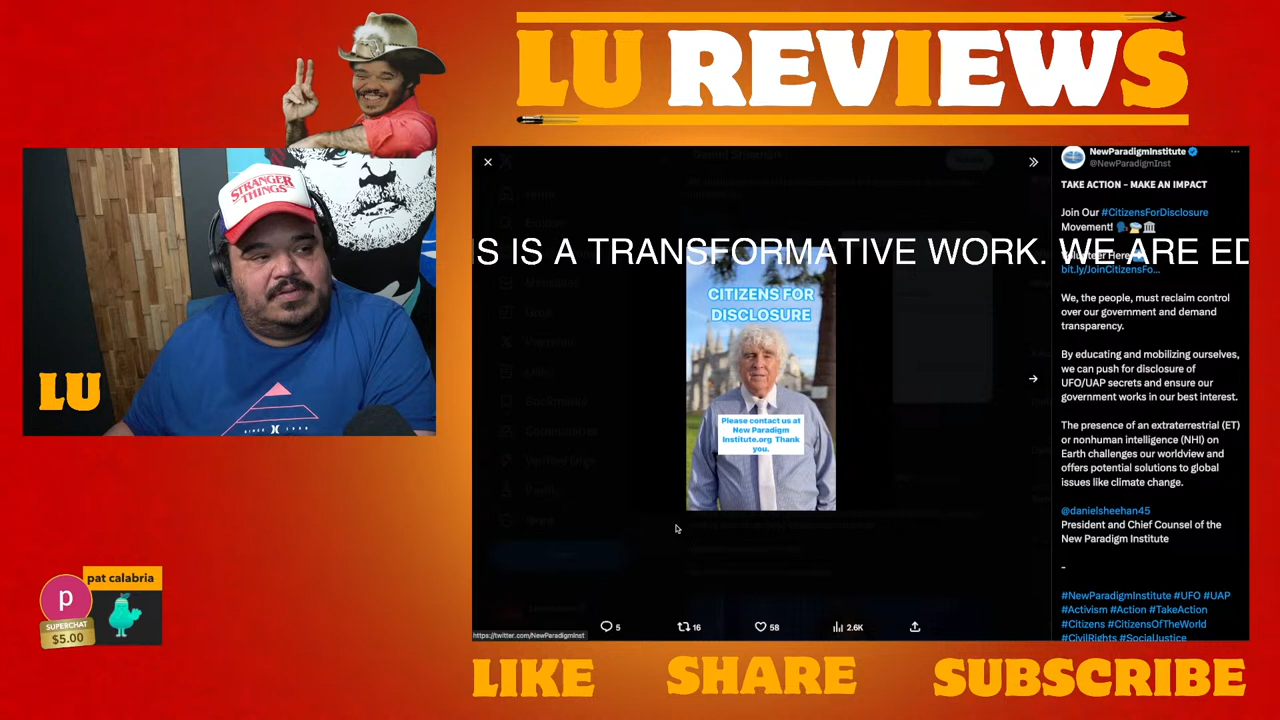 LU REVIEWS
STRANGER
THINGS
SINCE X 1999
LU
pat calabria
p
SUPERCHAT
$5.00
S IS A TRANSFORMATIVE WORK. WE ARE ED
CITIZENS FOR
DISCLOSURE
Please contact us at
New Paradigm
Institute.org Thank
you.
5
16
58
2.6K
https://twitter.com/NewParadigmInst
NewParadigmInstitute
@NewParadigmInst
TAKE ACTION - MAKE AN IMPACT
Join Our #CitizensForDisclosure
Movement!
Volunteer Here
bit.ly/JoinCitizensFo...
We, the people, must reclaim control
over our government and demand
transparency.
By educating and mobilizing ourselves,
we can push for disclosure of
UFO/UAP secrets and ensure our
government works in our best interest.
The presence of an extraterrestrial (ET)
or nonhuman intelligence (NHI) on
Earth challenges our worldview and
offers potential solutions to global
issues like climate change.
@danielsheehan45
President and Chief Counsel of the
New Paradigm Institute
-
#NewParadigmInstitute #UFO #UAP
#Activism #Action #TakeAction
#Citizens #CitizensOfTheWorld
#CivilRights #SocialJustice
LIKE SHARE SUBSCRIBE